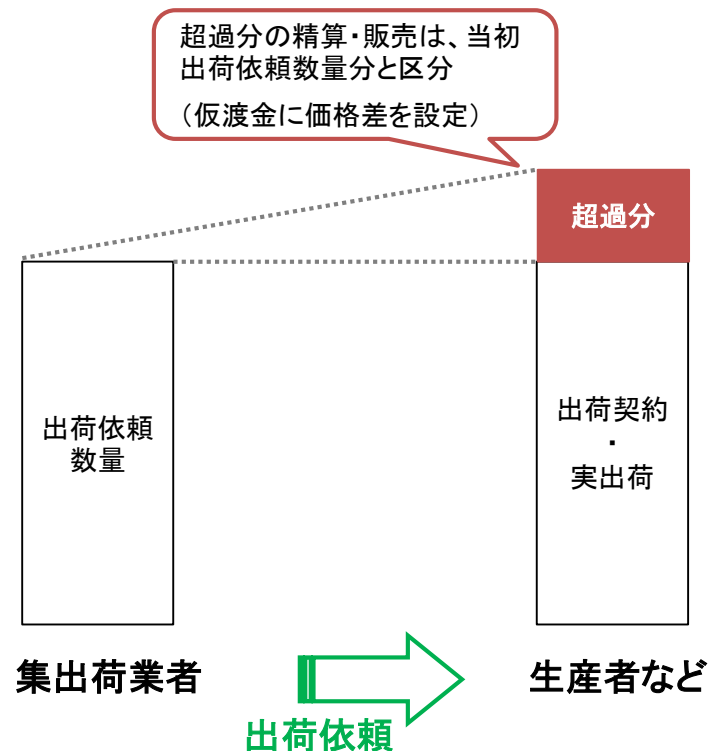 超過分の精算・販売は、当初
出荷依頼数量分と区分
（仮渡金に価格差を設定）
超過分
出荷依頼
数量
出荷契約
・
実出荷
集出荷業者
生産者など
出荷依頼